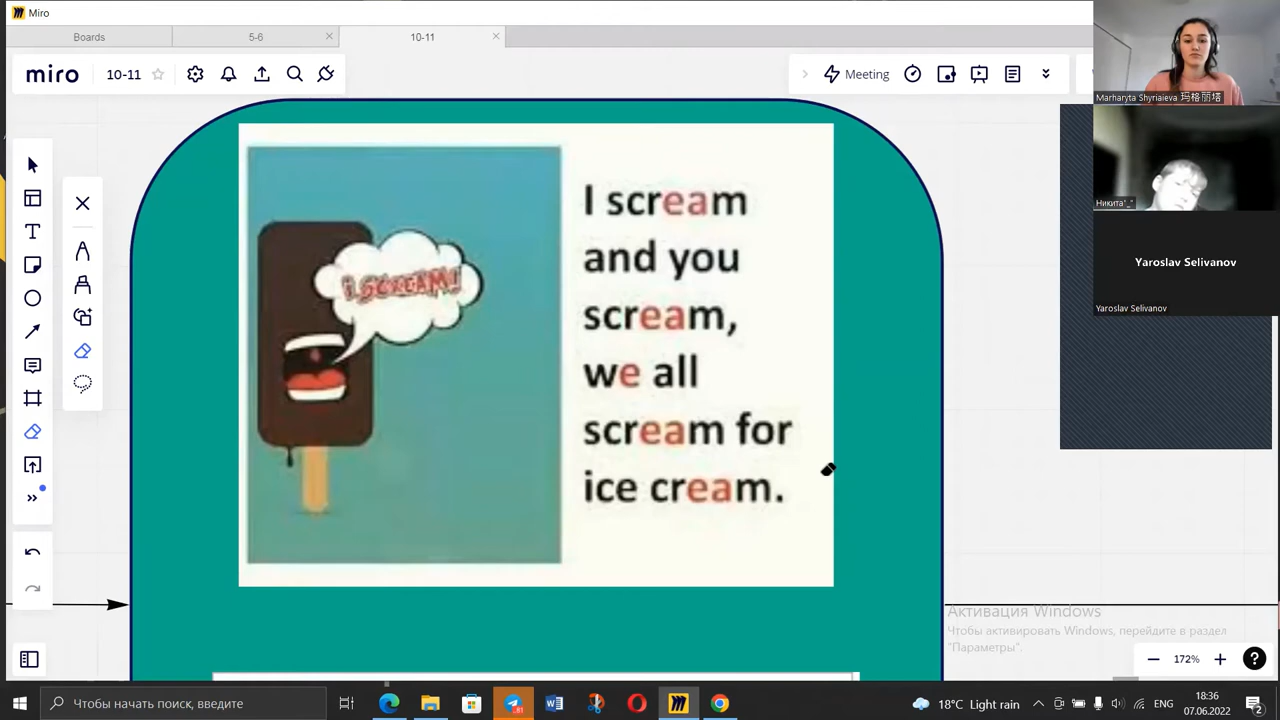 Miro
Boards
5-6
10-11
miro
10-11
Meeting
Marharyta Shyriaieva 玛格丽塔
Никита"_"
Yaroslav Selivanov
Yaroslav Selivanov
I SCREAM!
I scream
and you
scream,
we all
scream for
ice cream.
T
Активация Windows
Чтобы активировать Windows, перейдите в раздел
"Параметры".
172%
?
Чтобы начать поиск, введите
18°C Light rain
ENG
18:36
07.06.2022
2